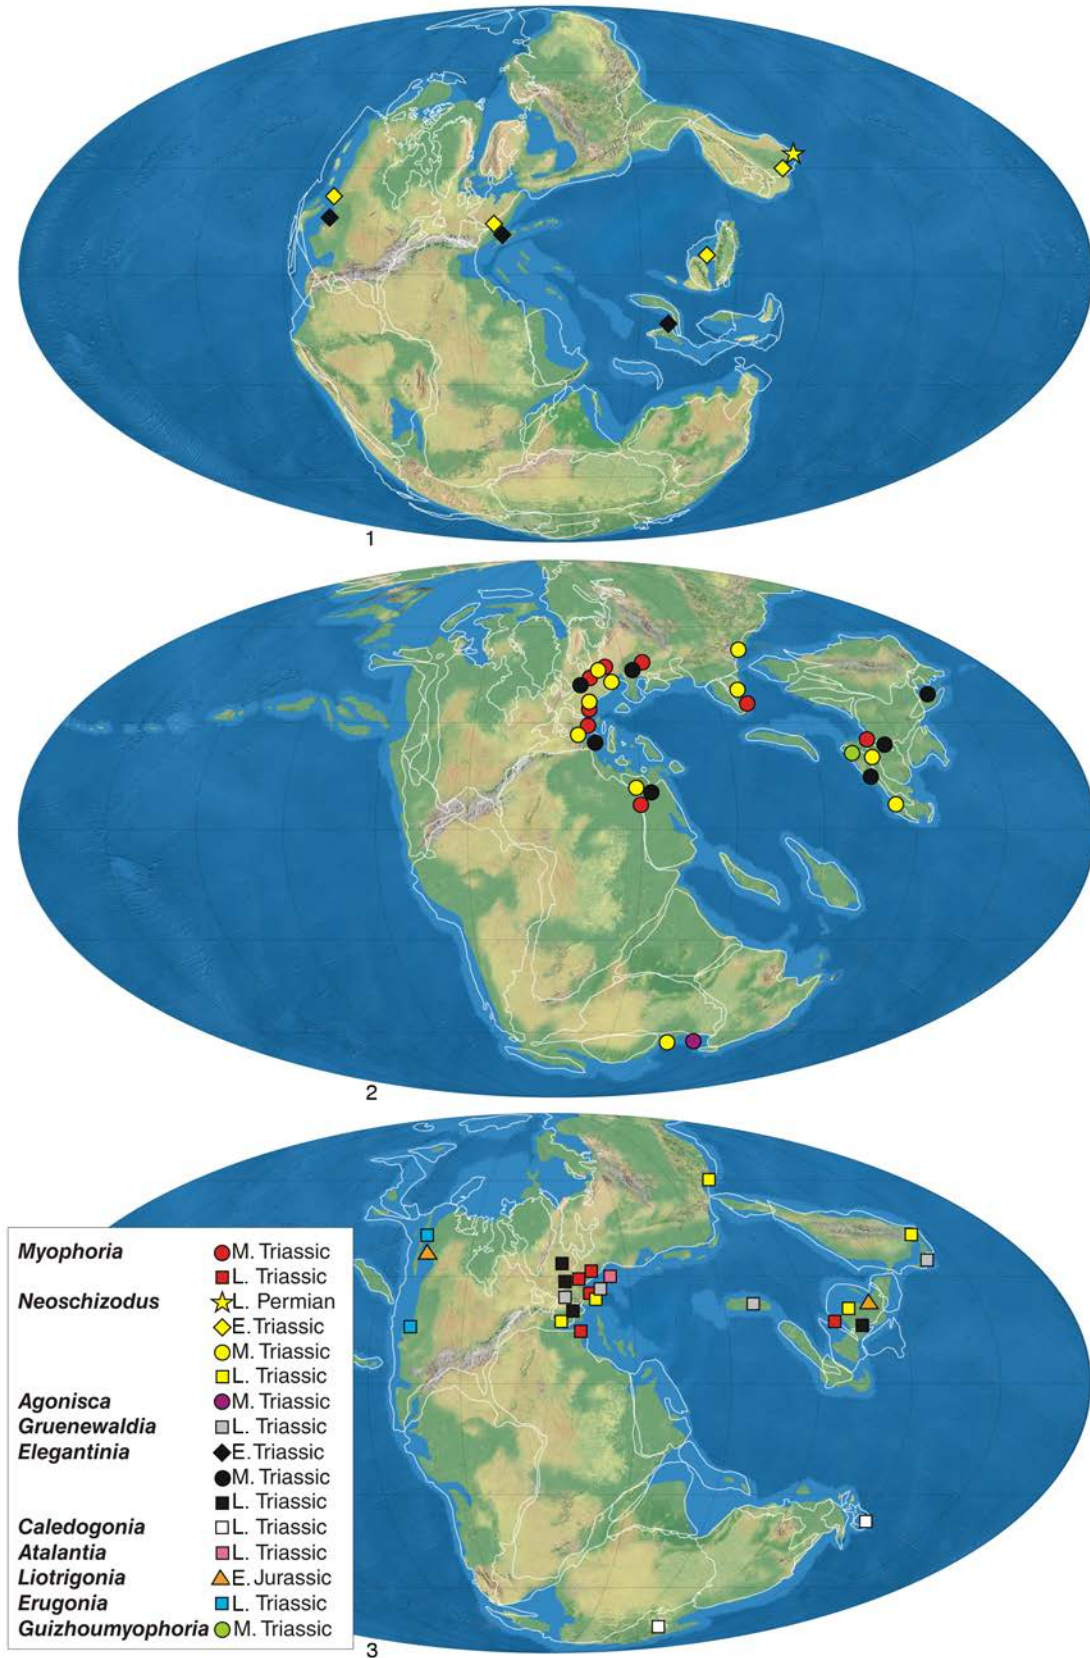 1
2
Myophoria M. Triassic
L. Triassic
Neoschizodus L. Permian
E. Triassic
M. Triassic
L. Triassic
Agonisca M. Triassic
Gruenewaldia L. Triassic
Elegantinia E. Triassic
M. Triassic
L. Triassic
Caledogonia L. Triassic
Atalantia L. Triassic
Liotrigonia E. Jurassic
Erugonia L. Triassic
Guizhoumyophoria M. Triassic
3